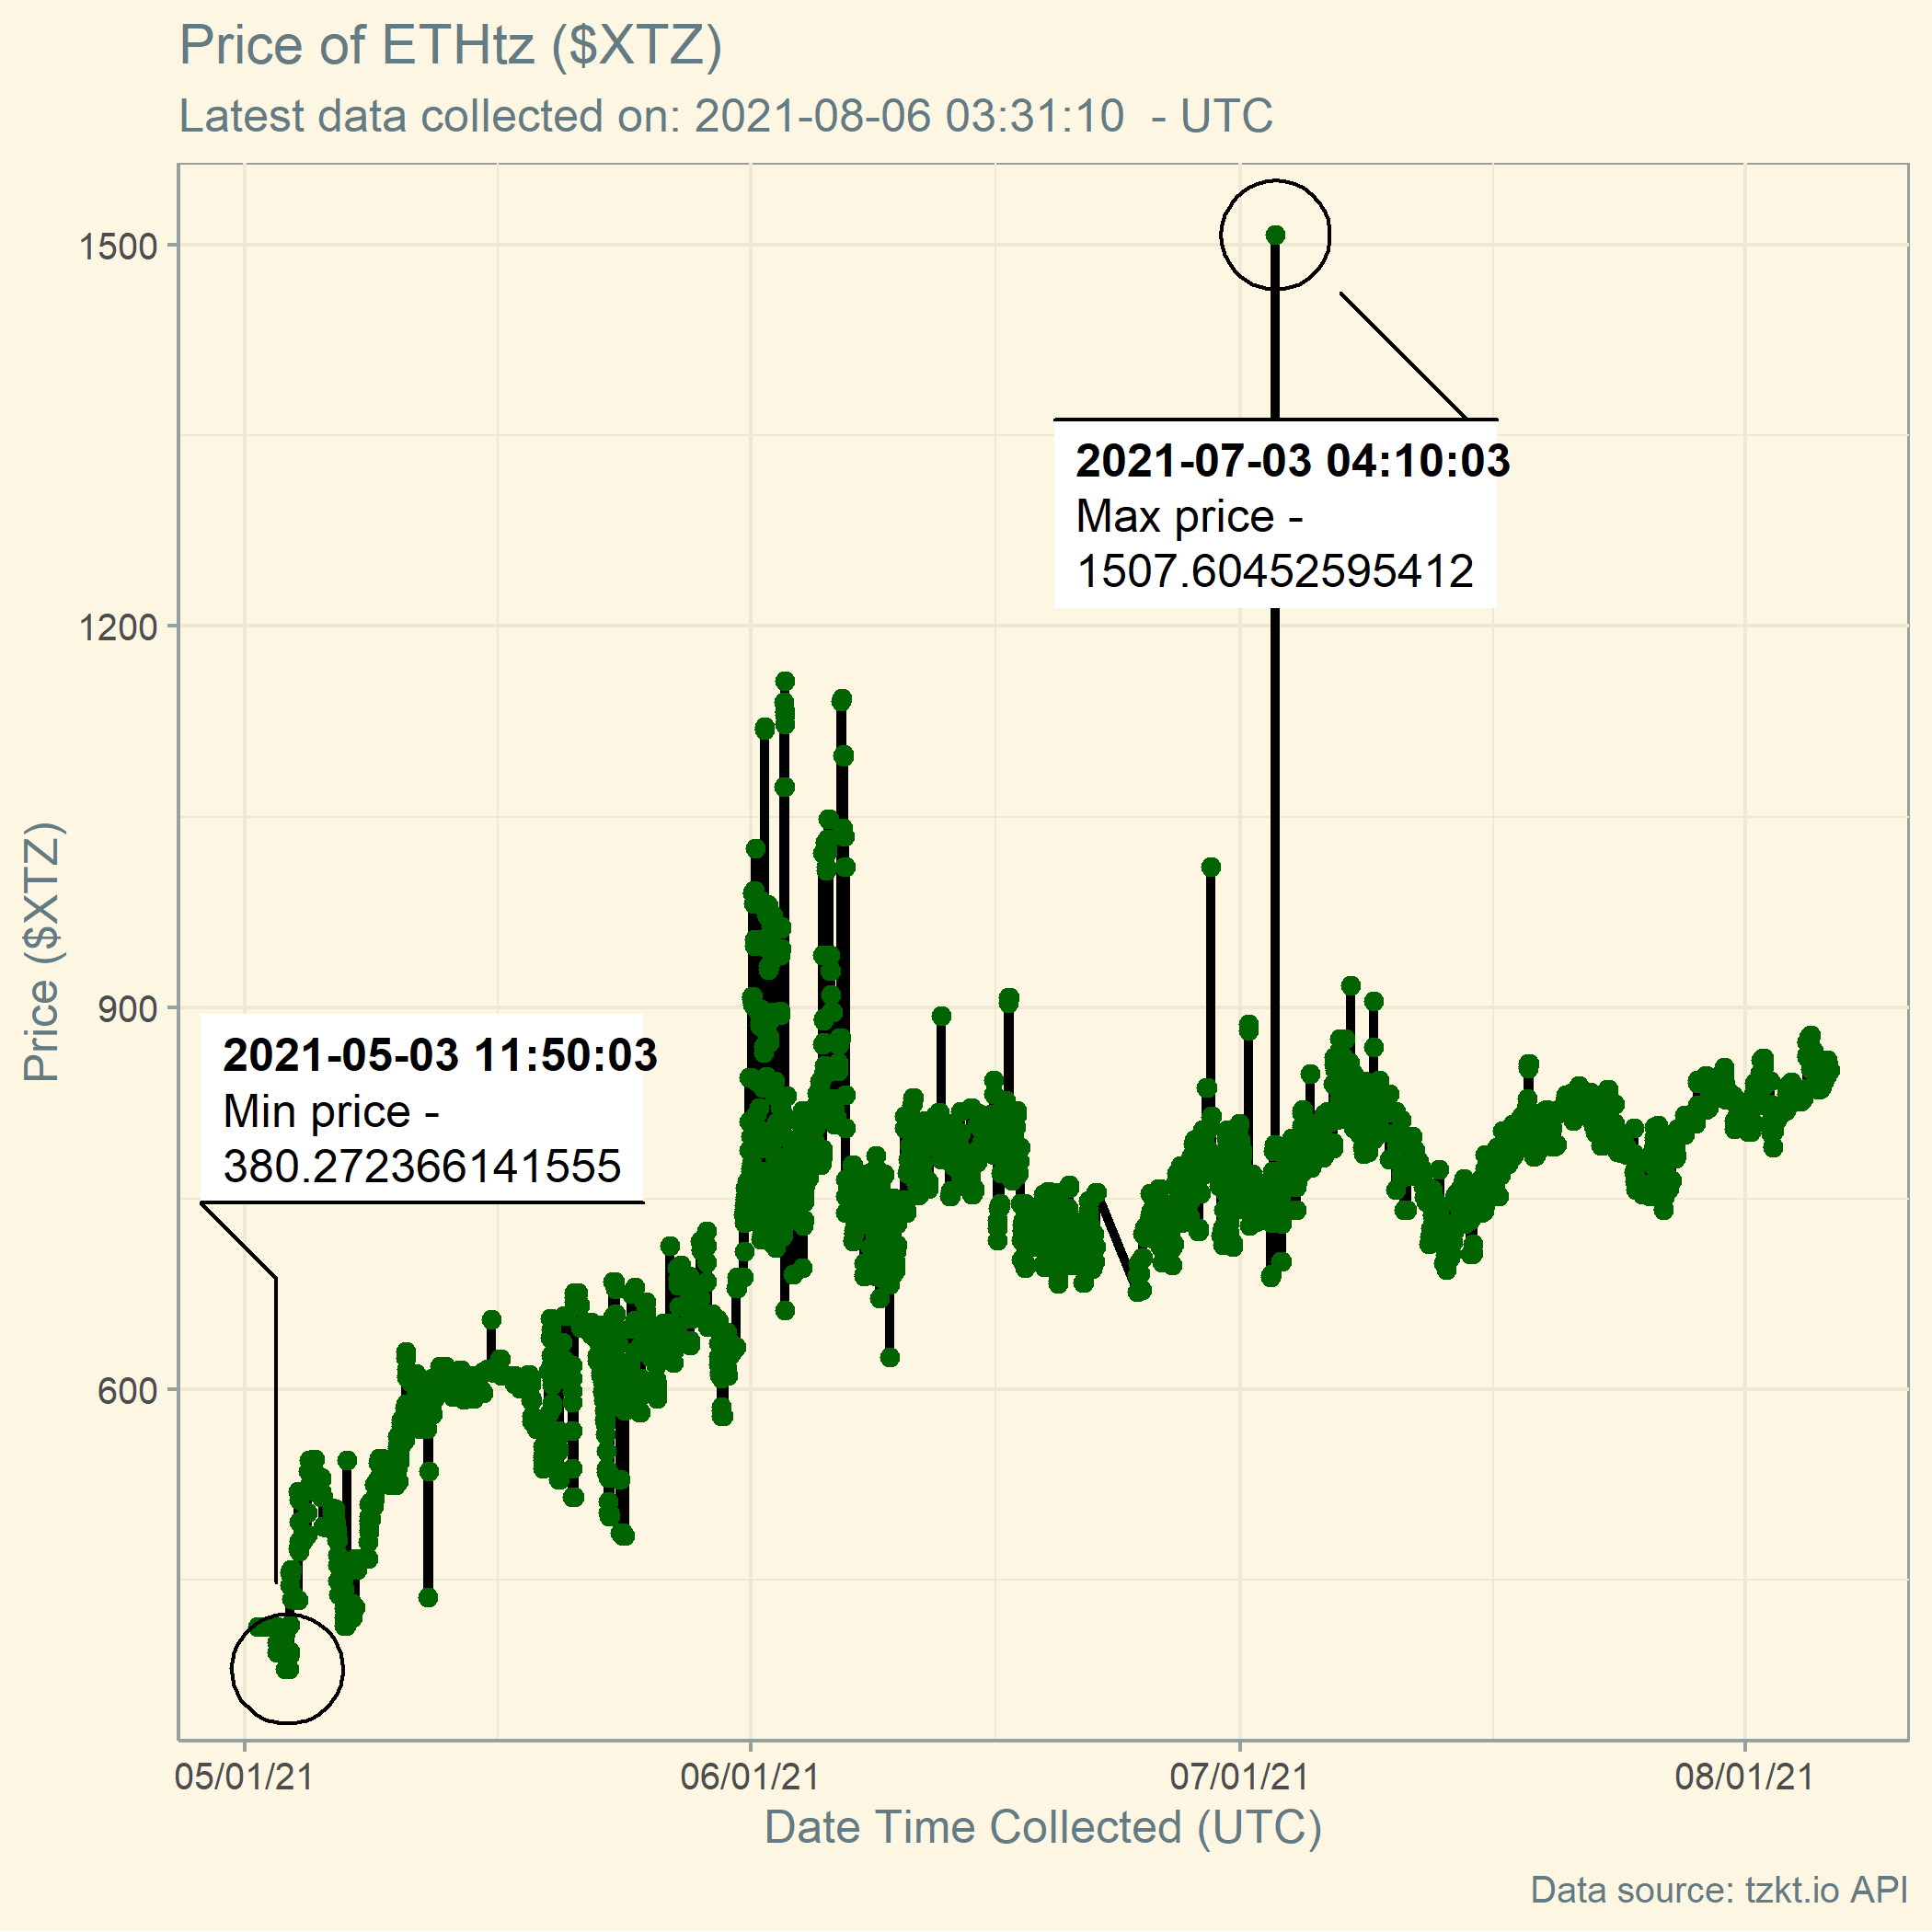 Price of ETHtz ($XTZ)
Latest data collected on: 2021-08-06 03:31:10  - UTC
1500
1200
900
600
Price ($XTZ)
2021-07-03 04:10:03
Max price -
1507.60452595412
2021-05-03 11:50:03
Min price -
380.272366141555
05/01/21
06/01/21
07/01/21
08/01/21
Date Time Collected (UTC)
Data source: tzkt.io API